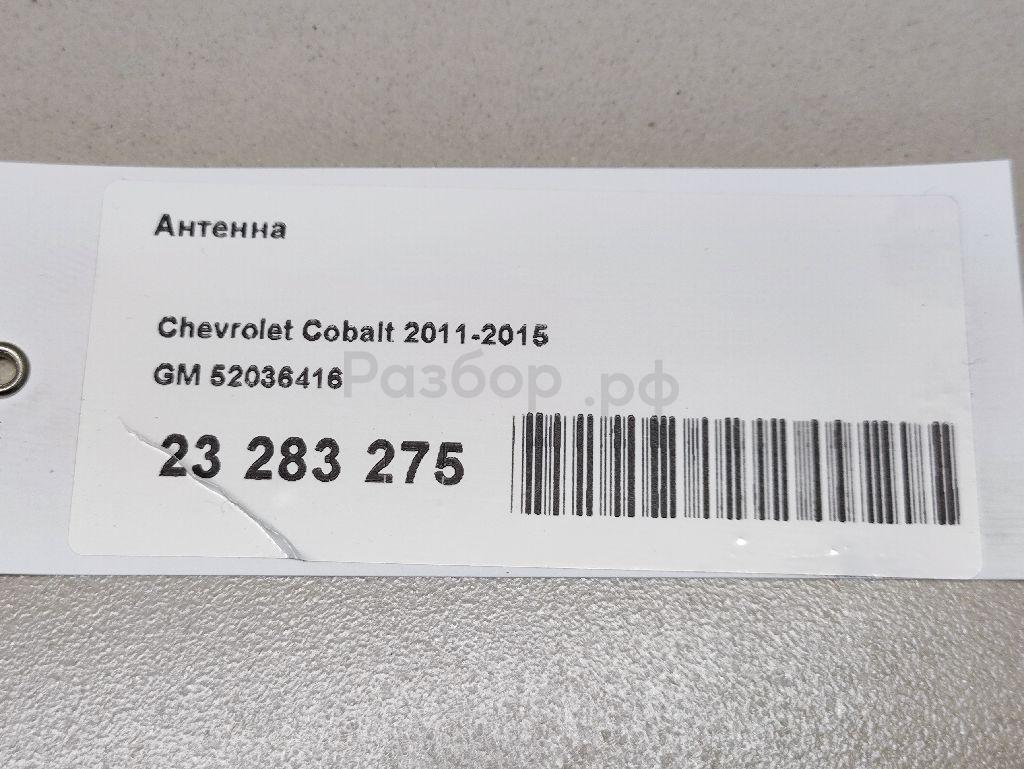 Антенна
Chevrolet Cobalt 2011-2015
GM 52036416
Разбор.рф
23 283 275